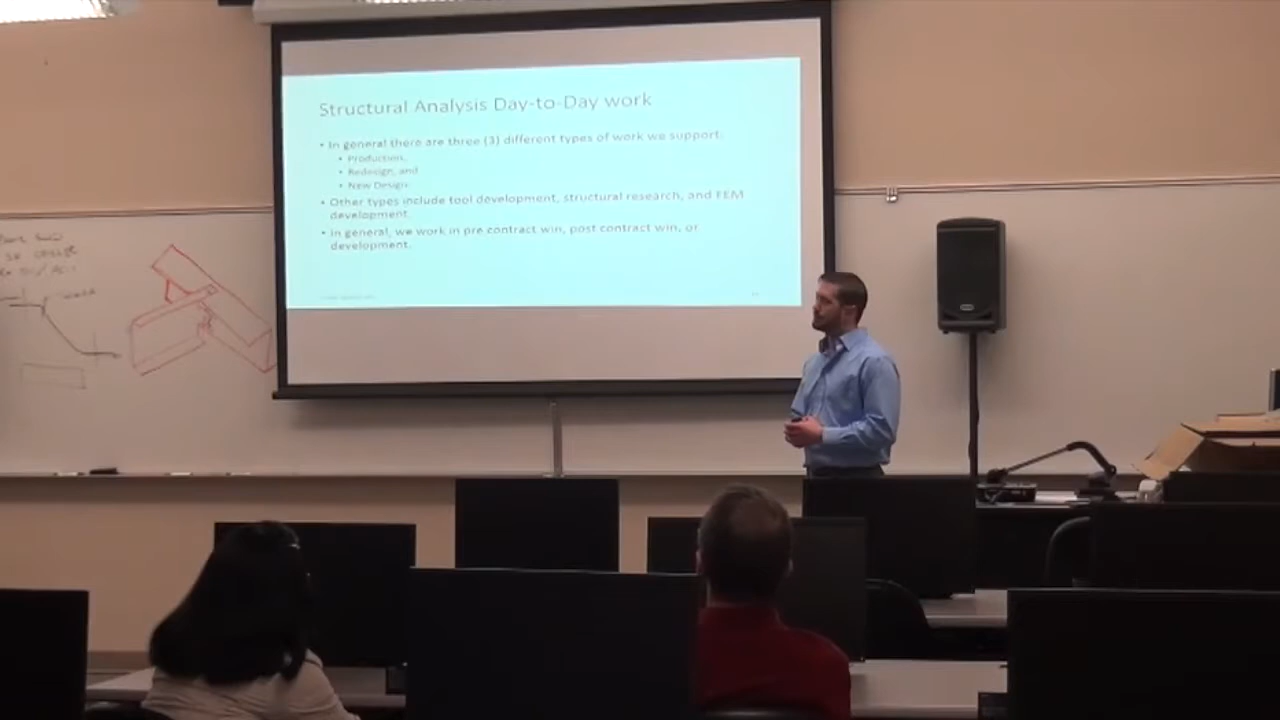 Structural Analysis Day-to-Day work
• In general there are three (3) different types of work we support:
• Production,
• Redesign, and
• New Design.
• Other types include tool development, structural research, and FEM
development.
• In general, we work in pre contract win, post contract win, or
development.